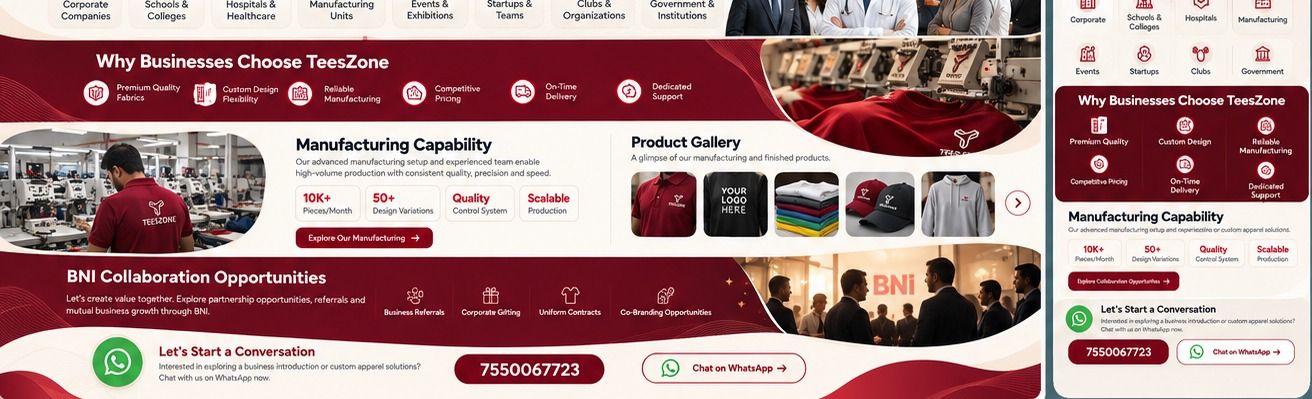 Corporate
Companies
Schools &
Colleges
Hospitals &
Healthcare
Manufacturing
Units
Events &
Exhibitions
Startups &
Teams
Clubs &
Organizations
Government &
Institutions
Why Businesses Choose TeesZone
Premium Quality
Fabrics
Custom Design
Flexibility
Reliable
Manufacturing
Competitive
Pricing
On-Time
Delivery
Dedicated
Support
TEESZONE
Manufacturing Capability
Our advanced manufacturing setup and experienced team enable
high-volume production with consistent quality, precision and speed.
10K+
Pieces/Month
50+
Design Variations
Quality
Control System
Scalable
Production
Explore Our Manufacturing →
Product Gallery
A glimpse of our manufacturing and finished products.
YOUR
LOGO
HERE
BNI Collaboration Opportunities
Let's create value together. Explore partnership opportunities, referrals and
mutual business growth through BNI.
Business Referrals
Corporate Gifting
Uniform Contracts
Co-Branding Opportunities
BNi
Let's Start a Conversation
Interested in exploring a business introduction or custom apparel solutions?
Chat with us on WhatsApp now.
7550067723
Chat on WhatsApp →
Corporate
Schools &
Colleges
Hospitals
Manufacturing
Events
Startups
Clubs
Government
Why Businesses Choose TeesZone
Premium Quality
Custom Design
Reliable
Manufacturing
Competitive Pricing
On-Time
Delivery
Dedicated
Support
Manufacturing Capability
Our advanced manufacturing setup and or custom apparel solutions.
10K+
Pieces/Month
50+
Design Variations
Quality
Control System
Scalable
Production
Explore Collaboration Opportunities →
Let's Start a Conversation
Interested in exploring a business introduction or custom apparel solutions?
Chat with us on WhatsApp now.
7550067723
Chat on WhatsApp →